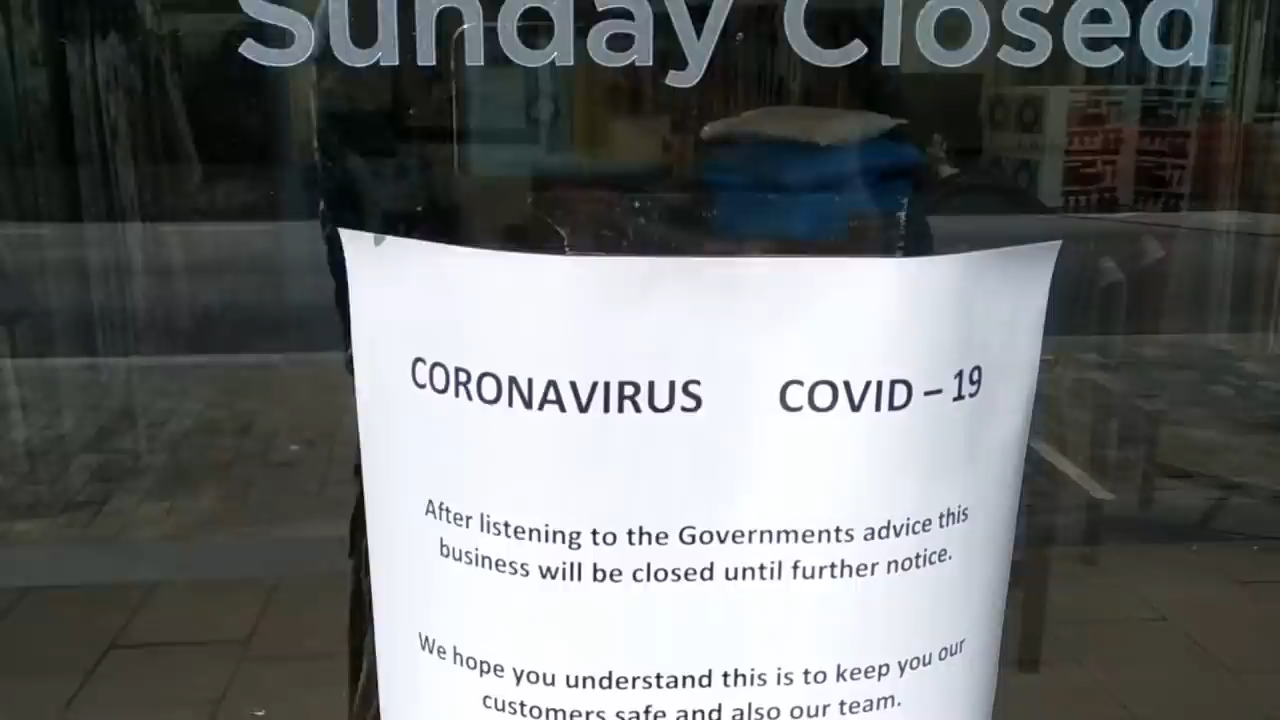 Sunday Closed
CORONAVIRUS COVID – 19
After listening to the Governments advice this
business will be closed until further notice.
We hope you understand this is to keep you our
customers safe and also our team.